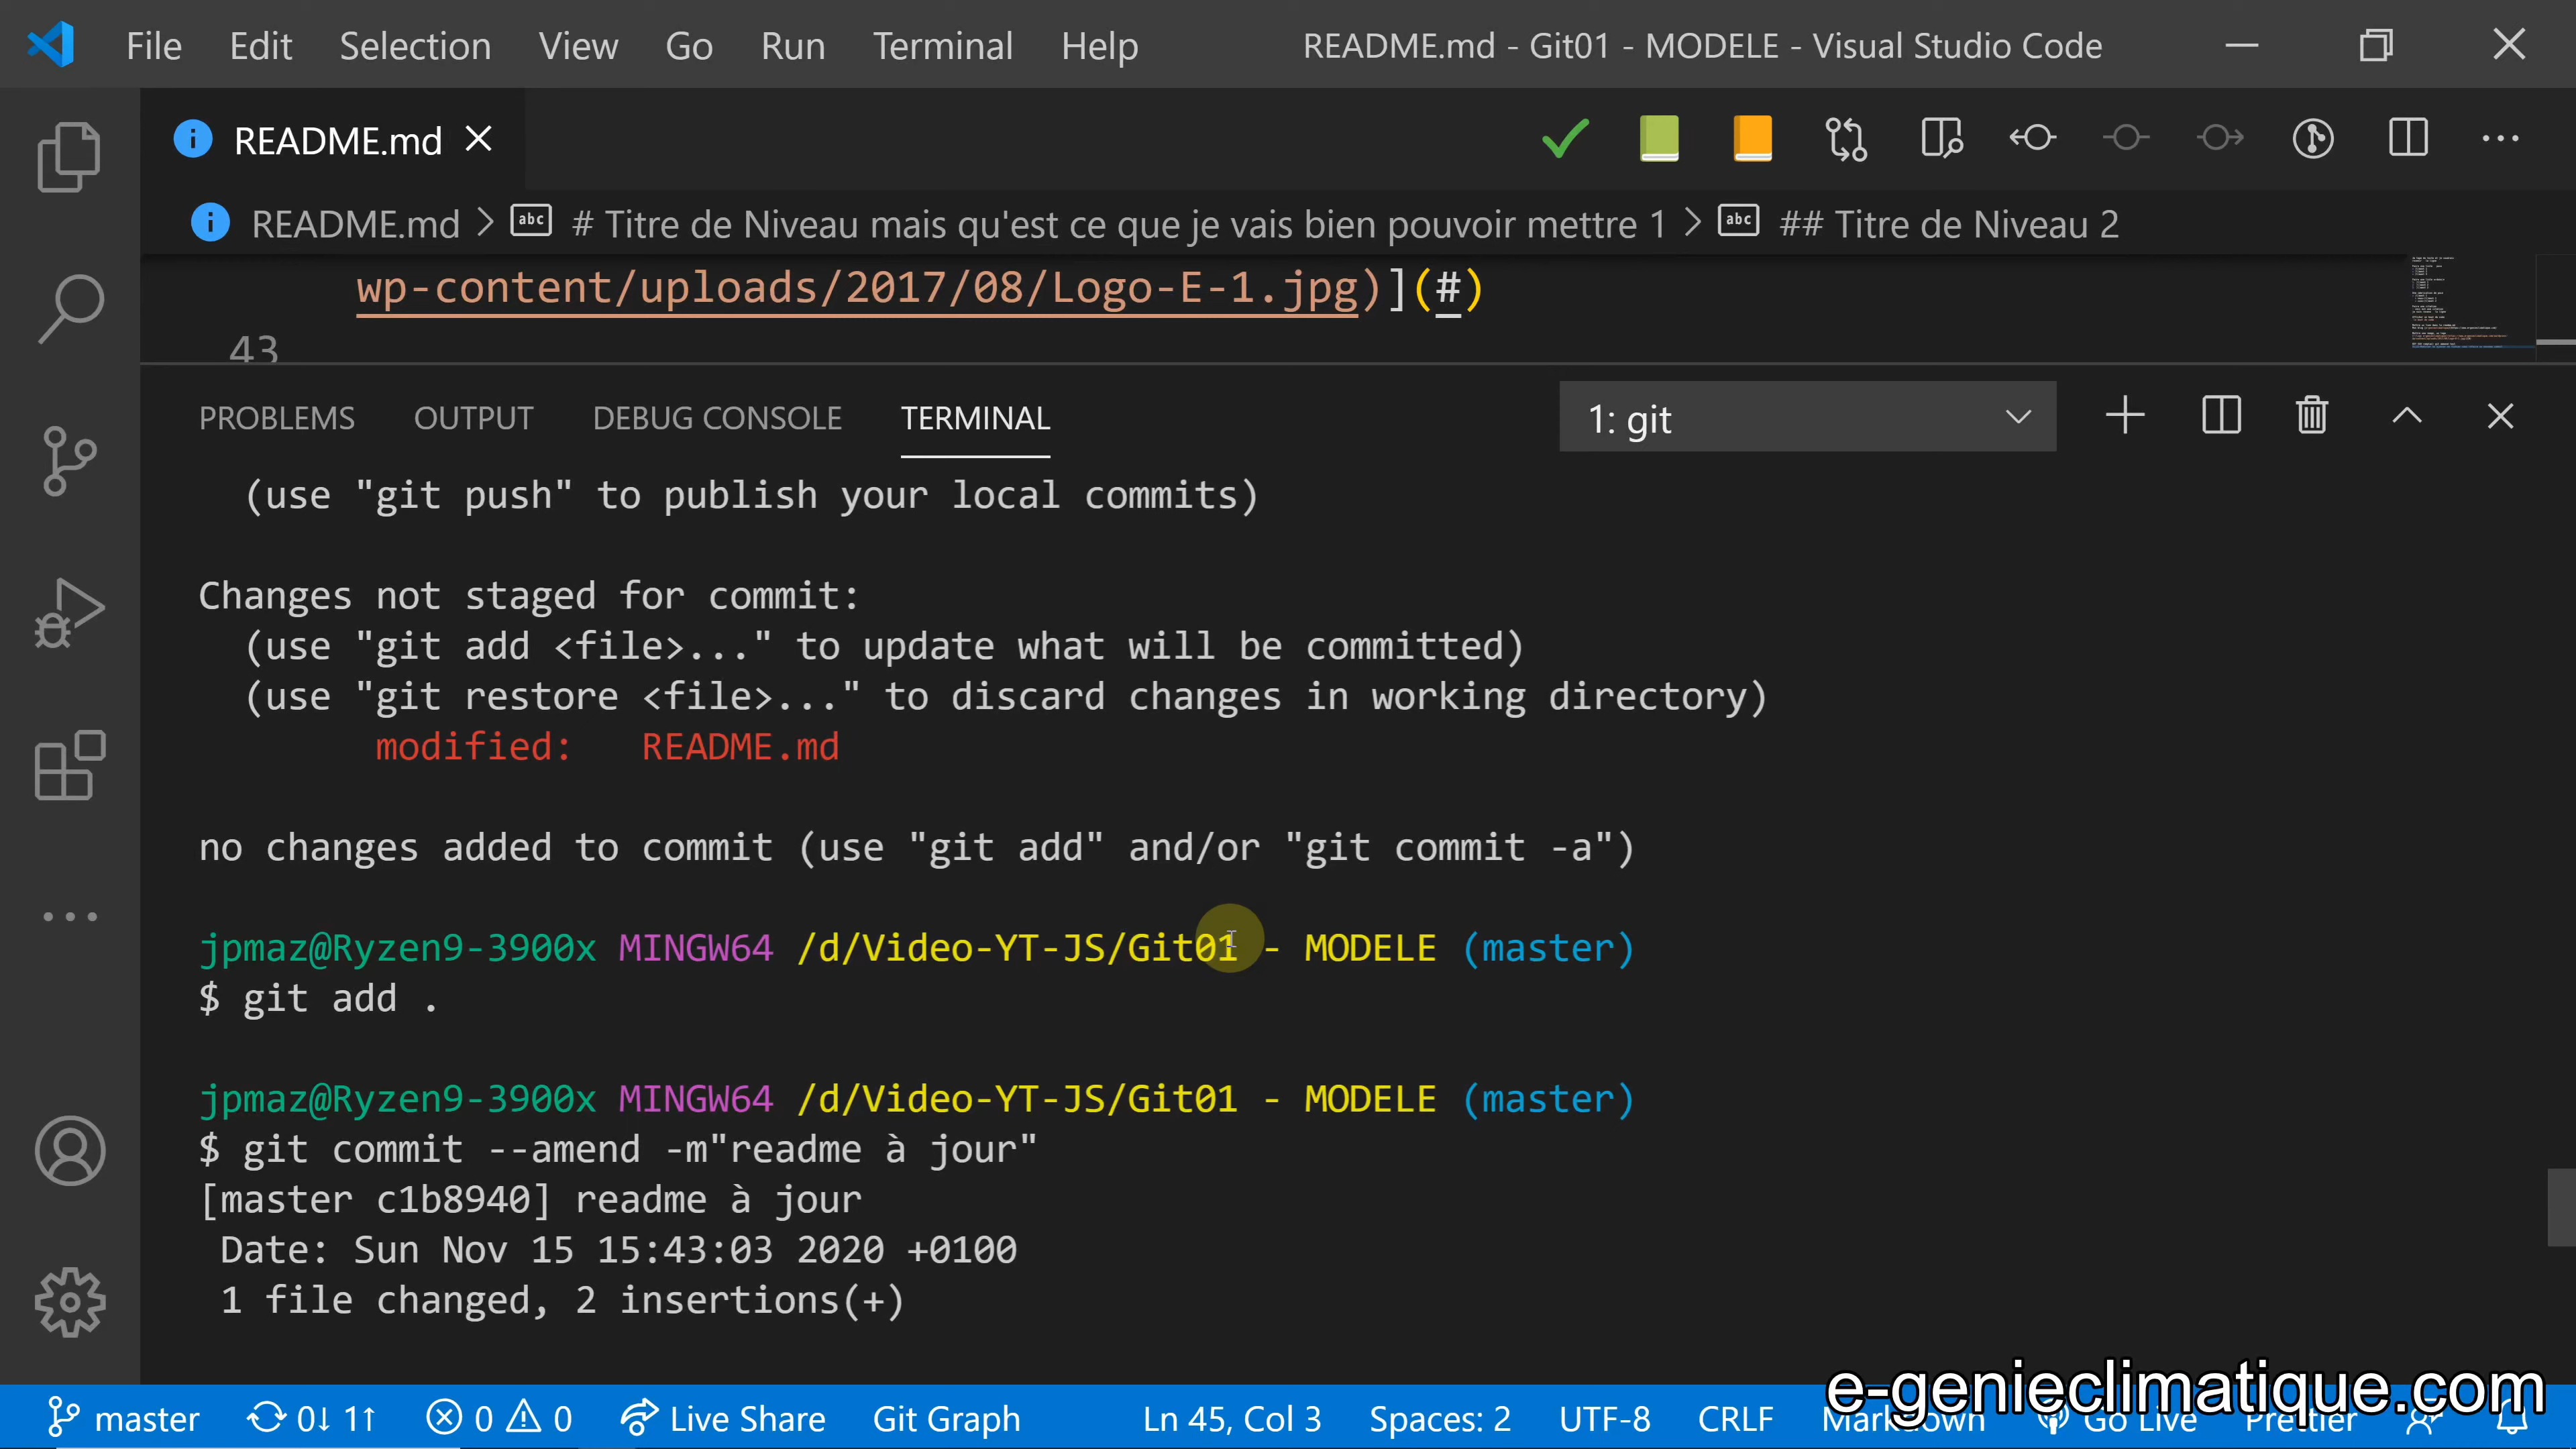 File Edit Selection View Go Run Terminal Help README.md - Git01 - MODELE - Visual Studio Code
README.md
README.md > # Titre de Niveau mais qu'est ce que je vais bien pouvoir mettre 1 > ## Titre de Niveau 2
wp-content/uploads/2017/08/Logo-E-1.jpg)](#)
43
PROBLEMS OUTPUT DEBUG CONSOLE TERMINAL 1: git
(use "git push" to publish your local commits)
Changes not staged for commit:
(use "git add <file>..." to update what will be committed)
(use "git restore <file>..." to discard changes in working directory)
modified: README.md
no changes added to commit (use "git add" and/or "git commit -a")
jpmaz@Ryzen9-3900x MINGW64 /d/Video-YT-JS/Git01 - MODELE (master)
$ git add .
jpmaz@Ryzen9-3900x MINGW64 /d/Video-YT-JS/Git01 - MODELE (master)
$ git commit --amend -m"readme à jour"
[master c1b8940] readme à jour
Date: Sun Nov 15 15:43:03 2020 +0100
1 file changed, 2 insertions(+)
e-genieclimatique.com
master 0↓ 1↑ 0 0 Live Share Git Graph Ln 45, Col 3 Spaces: 2 UTF-8 CRLF Markdown Go Live Prettier